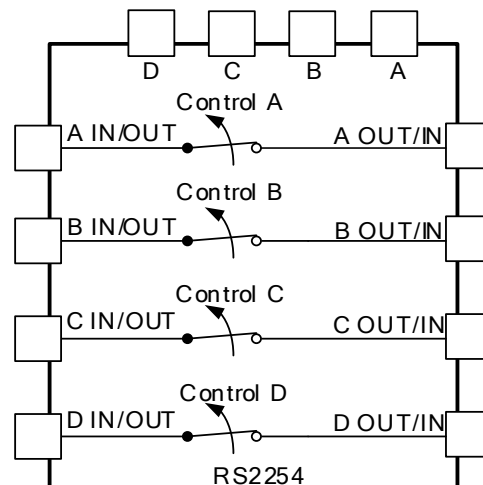 D C B A
Control A
A IN/OUT A OUT/IN
Control B
B IN/OUT B OUT/IN
Control C
C IN/OUT C OUT/IN
Control D
D IN/OUT D OUT/IN
RS2254